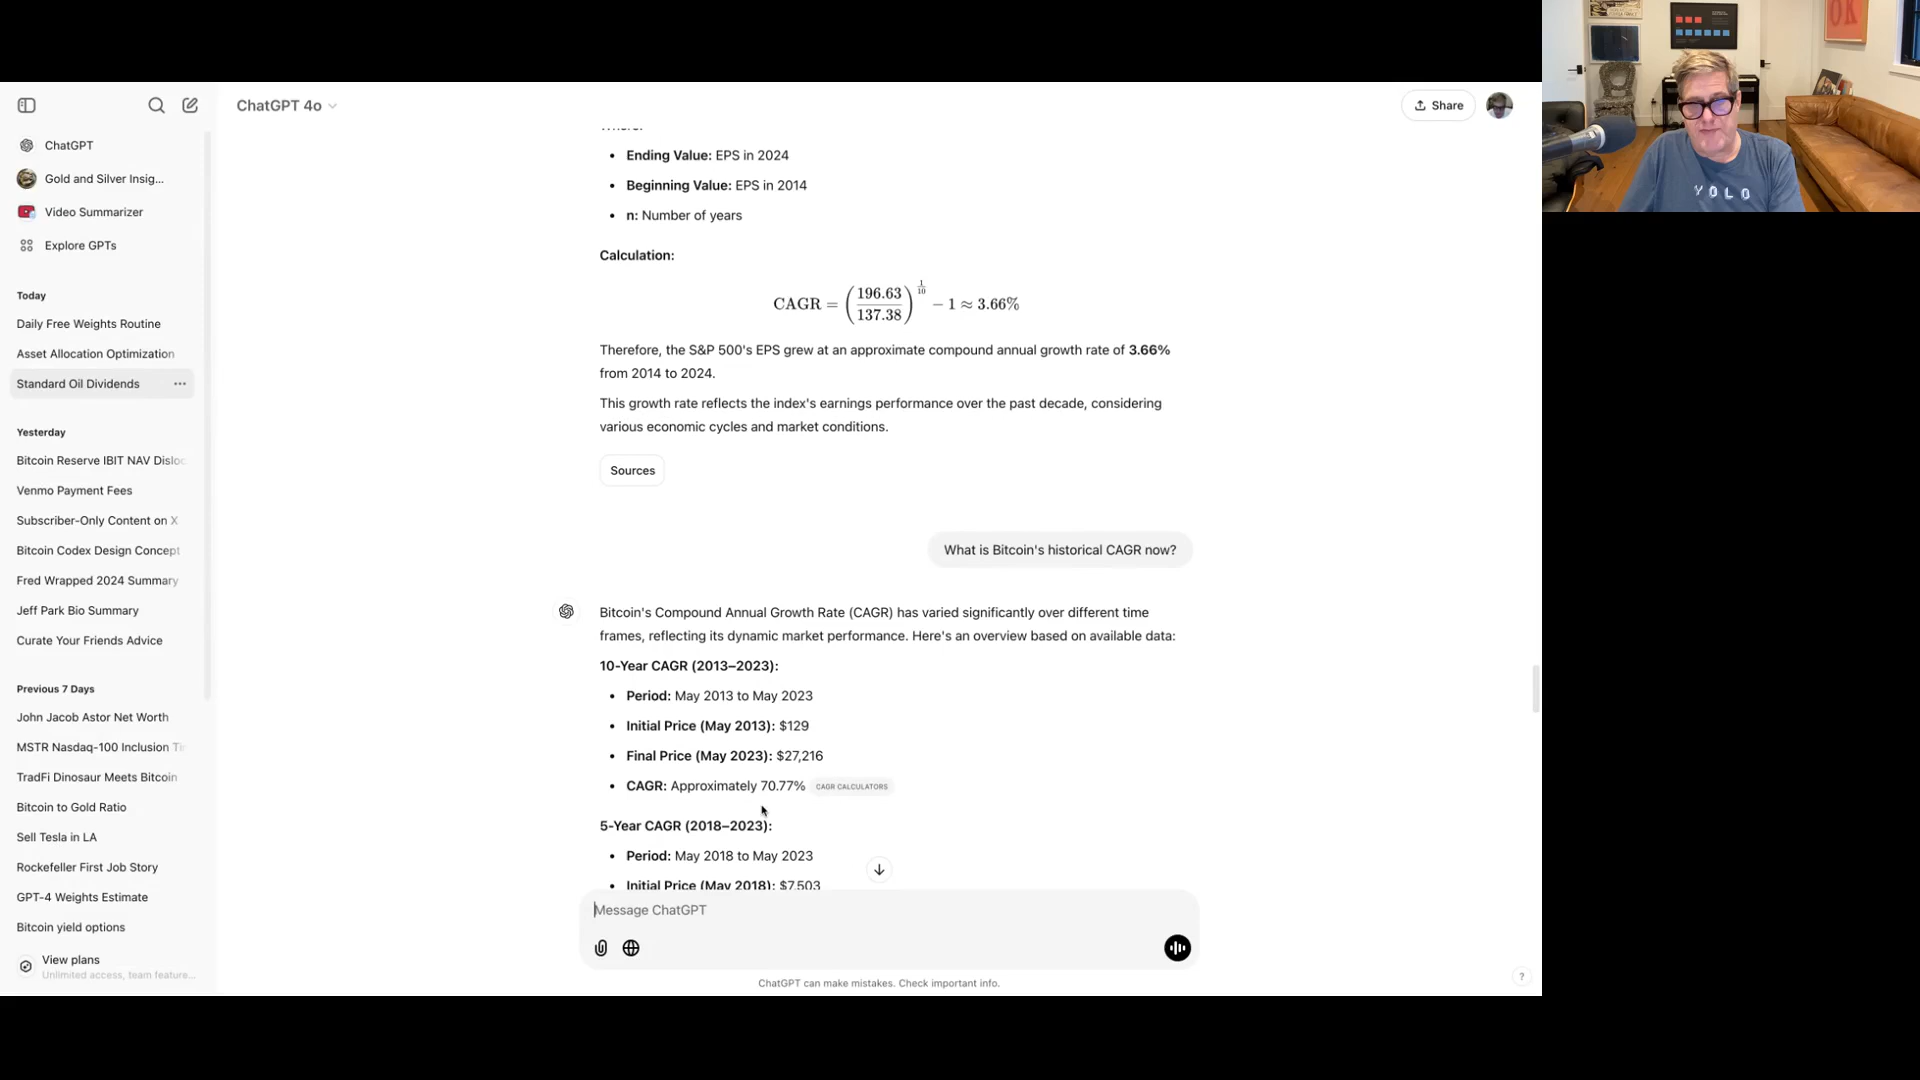 ChatGPT 4o
Share
ChatGPT
Gold and Silver Insig...
Video Summarizer
Explore GPTs
Today
Daily Free Weights Routine
Asset Allocation Optimization
Standard Oil Dividends
Yesterday
Bitcoin Reserve IBIT NAV Disloc
Venmo Payment Fees
Subscriber-Only Content on X
Bitcoin Codex Design Concept
Fred Wrapped 2024 Summary
Jeff Park Bio Summary
Curate Your Friends Advice
Previous 7 Days
John Jacob Astor Net Worth
MSTR Nasdaq-100 Inclusion Ti
TradFi Dinosaur Meets Bitcoin
Bitcoin to Gold Ratio
Sell Tesla in LA
Rockefeller First Job Story
GPT-4 Weights Estimate
Bitcoin yield options
View plans
Unlimited access, team feature...
Where:
• Ending Value: EPS in 2024
• Beginning Value: EPS in 2014
• n: Number of years
Calculation:
CAGR = (196.63/137.38)^(1/10) − 1 ≈ 3.66%
Therefore, the S&P 500's EPS grew at an approximate compound annual growth rate of 3.66%
from 2014 to 2024.
This growth rate reflects the index's earnings performance over the past decade, considering
various economic cycles and market conditions.
Sources
What is Bitcoin's historical CAGR now?
Bitcoin's Compound Annual Growth Rate (CAGR) has varied significantly over different time
frames, reflecting its dynamic market performance. Here's an overview based on available data:
10-Year CAGR (2013–2023):
• Period: May 2013 to May 2023
• Initial Price (May 2013): $129
• Final Price (May 2023): $27,216
• CAGR: Approximately 70.77% CAGR CALCULATORS
5-Year CAGR (2018–2023):
• Period: May 2018 to May 2023
• Initial Price (May 2018): $7,503
Message ChatGPT
ChatGPT can make mistakes. Check important info.
?
OK
YOLO